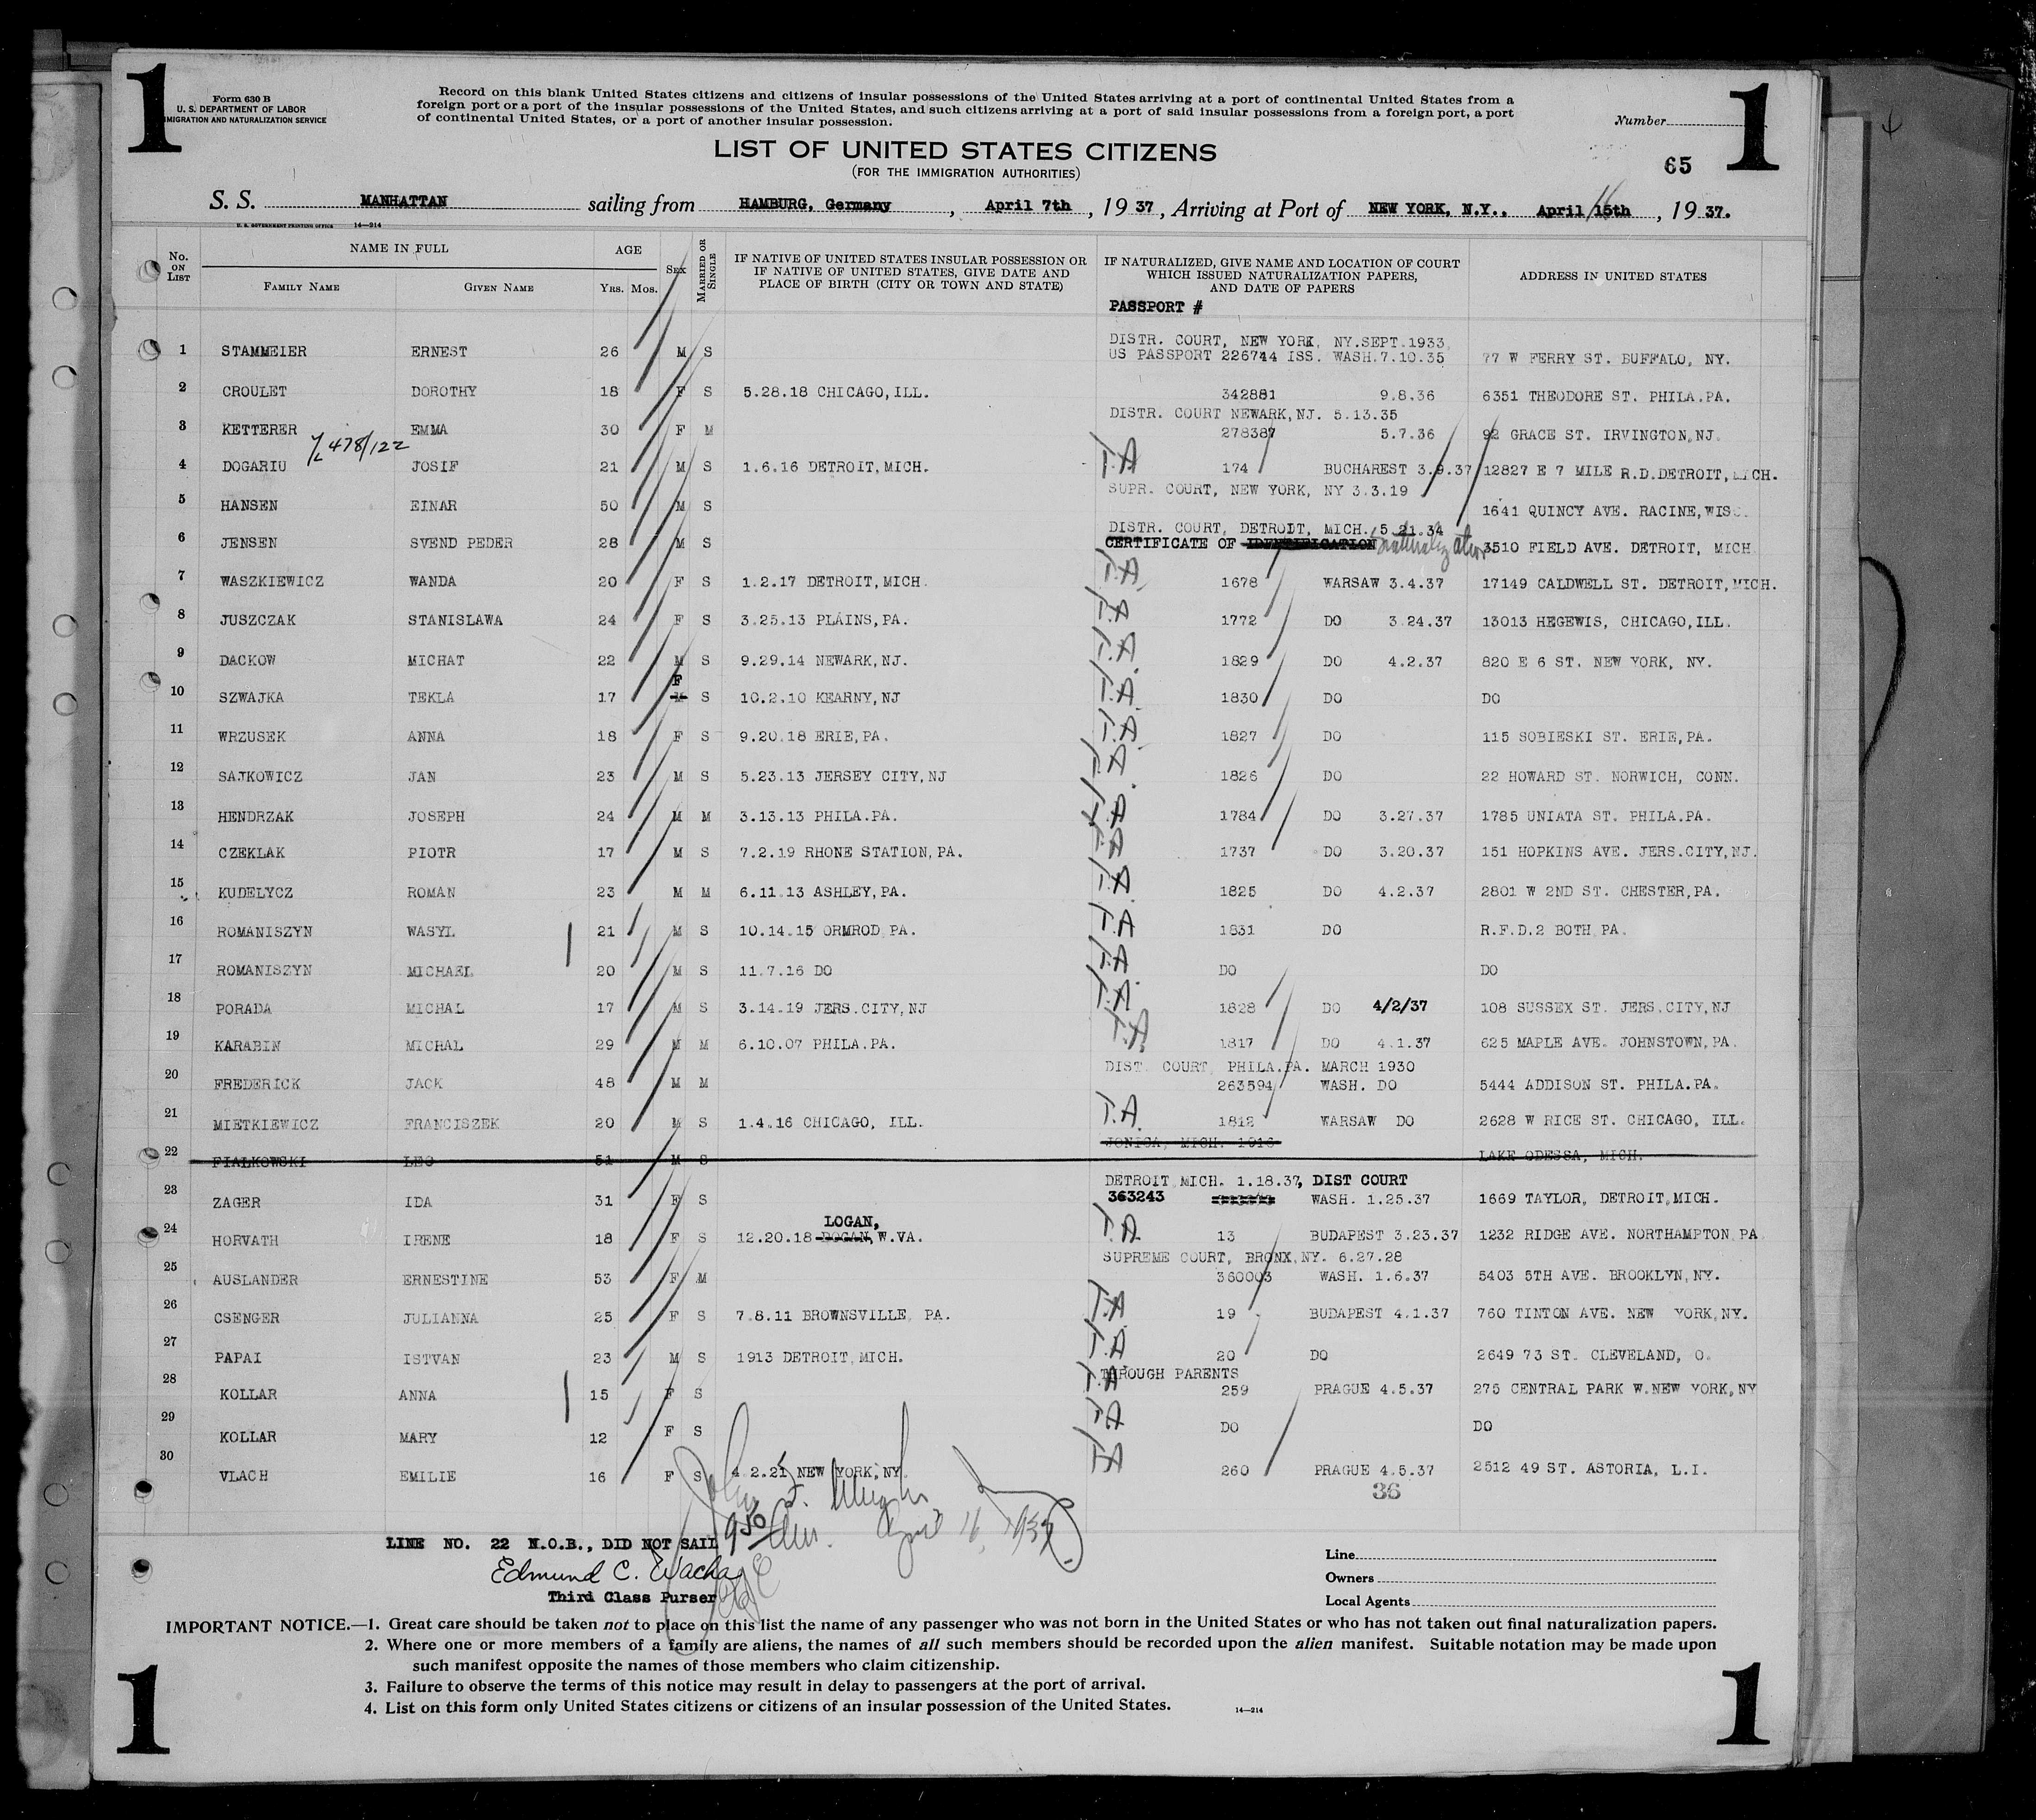 1
1
Form 630 B
U. S. DEPARTMENT OF LABOR
IMMIGRATION AND NATURALIZATION SERVICE
Record on this blank United States citizens and citizens of insular possessions of the United States arriving at a port of continental United States from a
foreign port or a port of the insular possessions of the United States, and such citizens arriving at a port of said insular possessions from a foreign port, a port
of continental United States, or a port of another insular possession.
Number
LIST OF UNITED STATES CITIZENS
(FOR THE IMMIGRATION AUTHORITIES)
65
S. S. MANHATTAN sailing from HAMBURG, Germany, April 7th, 19 37, Arriving at Port of NEW YORK, N.Y., April 15th, 19 37.
16
U. S. GOVERNMENT PRINTING OFFICE 14—214
No. ON LIST NAME IN FULL AGE SEX MARRIED OR SINGLE
FAMILY NAME GIVEN NAME YRS. MOS.
IF NATIVE OF UNITED STATES INSULAR POSSESSION OR
IF NATIVE OF UNITED STATES, GIVE DATE AND
PLACE OF BIRTH (CITY OR TOWN AND STATE)
IF NATURALIZED, GIVE NAME AND LOCATION OF COURT
WHICH ISSUED NATURALIZATION PAPERS,
AND DATE OF PAPERS
ADDRESS IN UNITED STATES
PASSPORT #
DISTR. COURT, NEW YORK, NY.SEPT.1933
1 STAMMEIER ERNEST 26 M S US PASSPORT 226744 ISS. WASH.7.10.35 77 W FERRY ST. BUFFALO, NY.
2 CROULET DOROTHY 18 F S 5.28.18 CHICAGO,ILL. 342881 9.8.36 6351 THEODORE ST. PHILA.PA.
DISTR. COURT NEWARK,NJ. 5.13.35
3 KETTERER EMMA 30 F M 278387 5.7.36 92 GRACE ST. IRVINGTON,NJ.
478/122
4 DOGARIU JOSIF 21 M S 1.6.16 DETROIT,MICH. T.A 174 BUCHAREST 3.9.37 12827 E 7 MILE R.D.DETROIT,MICH.
SUPR. COURT, NEW YORK, NY 3.3.19
5 HANSEN EINAR 50 M S 1641 QUINCY AVE. RACINE,WISC.
DISTR. COURT, DETROIT, MICH. 5.21.34
6 JENSEN SVEND PEDER 28 M S CERTIFICATE OF IDENTIFICATION Naturalization 3510 FIELD AVE. DETROIT, MICH
7 WASZKIEWICZ WANDA 20 F S 1.2.17 DETROIT,MICH. T.A 1678 WARSAW 3.4.37 17149 CALDWELL ST. DETROIT,MICH.
8 JUSZCZAK STANISLAWA 24 F S 3.25.13 PLAINS,PA. T.A 1772 DO 3.24.37 13013 HEGEWIS, CHICAGO,ILL.
9 DACKOW MICHAT 22 M S 9.29.14 NEWARK,NJ. T.A. 1829 DO 4.2.37 820 E 6 ST. NEW YORK, NY.
F
10 SZWAJKA TEKLA 17 M S 10.2.10 KEARNY,NJ T.A. 1830 DO DO
11 WRZUSEK ANNA 18 F S 9.20.18 ERIE,PA. T.A. 1827 DO 115 SOBIESKI ST. ERIE,PA.
12 SAJKOWICZ JAN 23 M S 5.23.13 JERSEY CITY,NJ T.A. 1826 DO 22 HOWARD ST. NORWICH, CONN.
13 HENDRZAK JOSEPH 24 M M 3.13.13 PHILA.PA. T.A. 1784 DO 3.27.37 1785 UNIATA ST. PHILA.PA.
14 CZEKLAK PIOTR 17 M S 7.2.19 RHONE STATION,PA. T.A 1737 DO 3.20.37 151 HOPKINS AVE. JERS.CITY,NJ.
15 KUDELYCZ ROMAN 23 M M 6.11.13 ASHLEY,PA. T.A 1825 DO 4.2.37 2801 W 2ND ST. CHESTER,PA.
16 ROMANISZYN WASYL 21 M S 10.14.15 ORMROD PA. T.A 1831 DO R.F.D.2 BOTH PA.
17 ROMANISZYN MICHAEL 20 M S 11.7.16 DO T.A DO DO
18 PORADA MICHAL 17 M S 3.14.19 JERS.CITY,NJ T.A. 1828 DO 4/2/37 108 SUSSEX ST. JERS.CITY,NJ
19 KARABIN MICHAL 29 M M 6.10.07 PHILA.PA. T.A. 1817 DO 4.1.37 625 MAPLE AVE. JOHNSTOWN,PA.
DIST. COURT, PHILA.PA. MARCH 1930
20 FREDERICK JACK 48 M M 263594 WASH. DO 5444 ADDISON ST. PHILA.PA.
21 MIETKIEWICZ FRANCISZEK 20 M S 1.4.16 CHICAGO, ILL. T.A. 1812 WARSAW DO 2628 W RICE ST. CHICAGO, ILL.
JONICA, MICH. 1916
22 FIALKOWSKI LEO 51 M S LAKE ODESSA, MICH.
DETROIT MICH. 1.18.37, DIST COURT
23 ZAGER IDA 31 F S 363243 WASH. 1.25.37 1669 TAYLOR, DETROIT,MICH.
LOGAN,
24 HORVATH IRENE 18 F S 12.20.18 DOGAN, W.VA. T.A. 13 BUDAPEST 3.23.37 1232 RIDGE AVE. NORTHAMPTON PA
SUPREME COURT, BRONX,NY. 6.27.28
25 AUSLANDER ERNESTINE 53 F M 360003 WASH. 1.6.37 5403 5TH AVE. BROOKLYN,NY.
26 CSENGER JULIANNA 25 F S 7.8.11 BROWNSVILLE, PA. T.A 19 BUDAPEST 4.1.37 760 TINTON AVE. NEW YORK,NY.
27 PAPAI ISTVAN 23 M S 1913 DETROIT,MICH. T.A 20 DO 2649 73 ST. CLEVELAND, O.
THROUGH PARENTS
28 KOLLAR ANNA 15 F S T.A 259 PRAGUE 4.5.37 275 CENTRAL PARK W.NEW YORK,NY
29 KOLLAR MARY 12 F S T.A DO DO
30 VLACH EMILIE 16 F S 4.2.21 NEW YORK,NY. T.A 260 PRAGUE 4.5.37 2512 49 ST. ASTORIA, L.I.
36
9 50 Am. April 16, 1937
LINE NO. 22 N.O.B., DID NOT SAIL
Edmund C. Wacha
Third Class Purser
Line
Owners
Local Agents
IMPORTANT NOTICE.—1. Great care should be taken not to place on this list the name of any passenger who was not born in the United States or who has not taken out final naturalization papers.
2. Where one or more members of a family are aliens, the names of all such members should be recorded upon the alien manifest. Suitable notation may be made upon
such manifest opposite the names of those members who claim citizenship.
3. Failure to observe the terms of this notice may result in delay to passengers at the port of arrival.
4. List on this form only United States citizens or citizens of an insular possession of the United States.
14—214
1
1